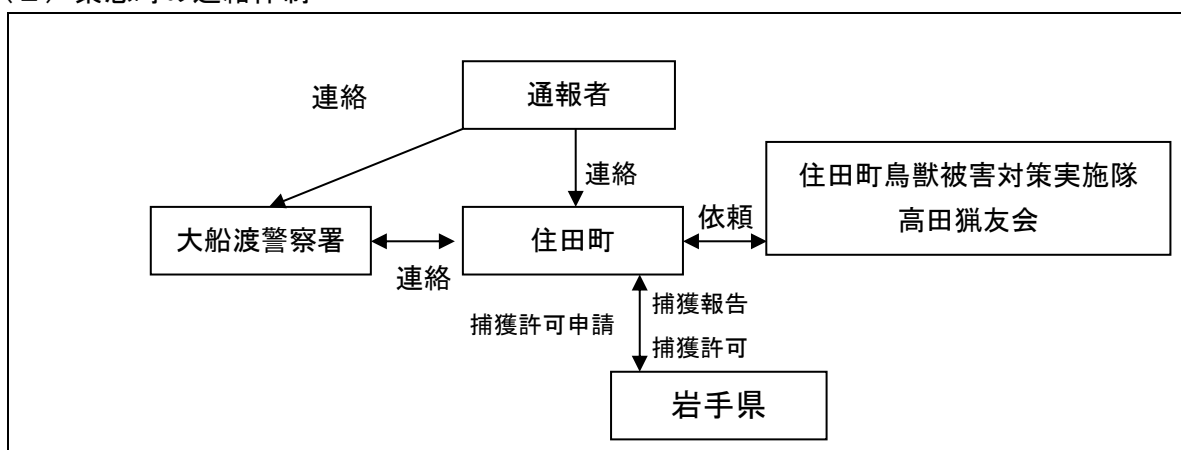 通報者
連絡
連絡
住田町鳥獣被害対策実施隊
高田猟友会
大船渡警察署
連絡
住田町
依頼
捕獲許可申請
捕獲報告
捕獲許可
岩手県